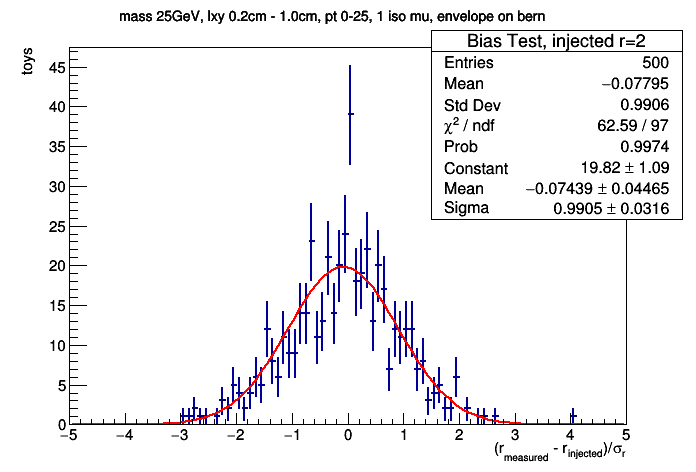 mass 25GeV, lxy 0.2cm - 1.0cm, pt 0-25, 1 iso mu, envelope on bern
Bias Test, injected r=2
Entries 500
Mean −0.07795
Std Dev 0.9906
χ² / ndf 62.59 / 97
Prob 0.9974
Constant 19.82 ± 1.09
Mean −0.07439 ± 0.04465
Sigma 0.9905 ± 0.0316
toys
45
40
35
30
25
20
15
10
5
0
−5 −4 −3 −2 −1 0 1 2 3 4 5
(r_measured - r_injected)/σ_r